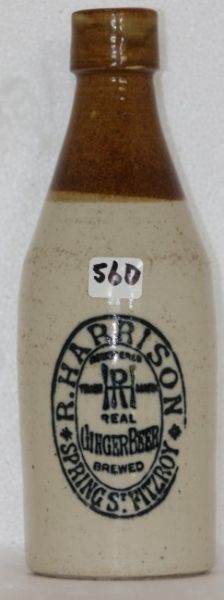 560
R. HARRISON
REGISTERED
TRADE RH MARK
REAL
GINGER BEER
BREWED
* SPRING ST. FITZROY *